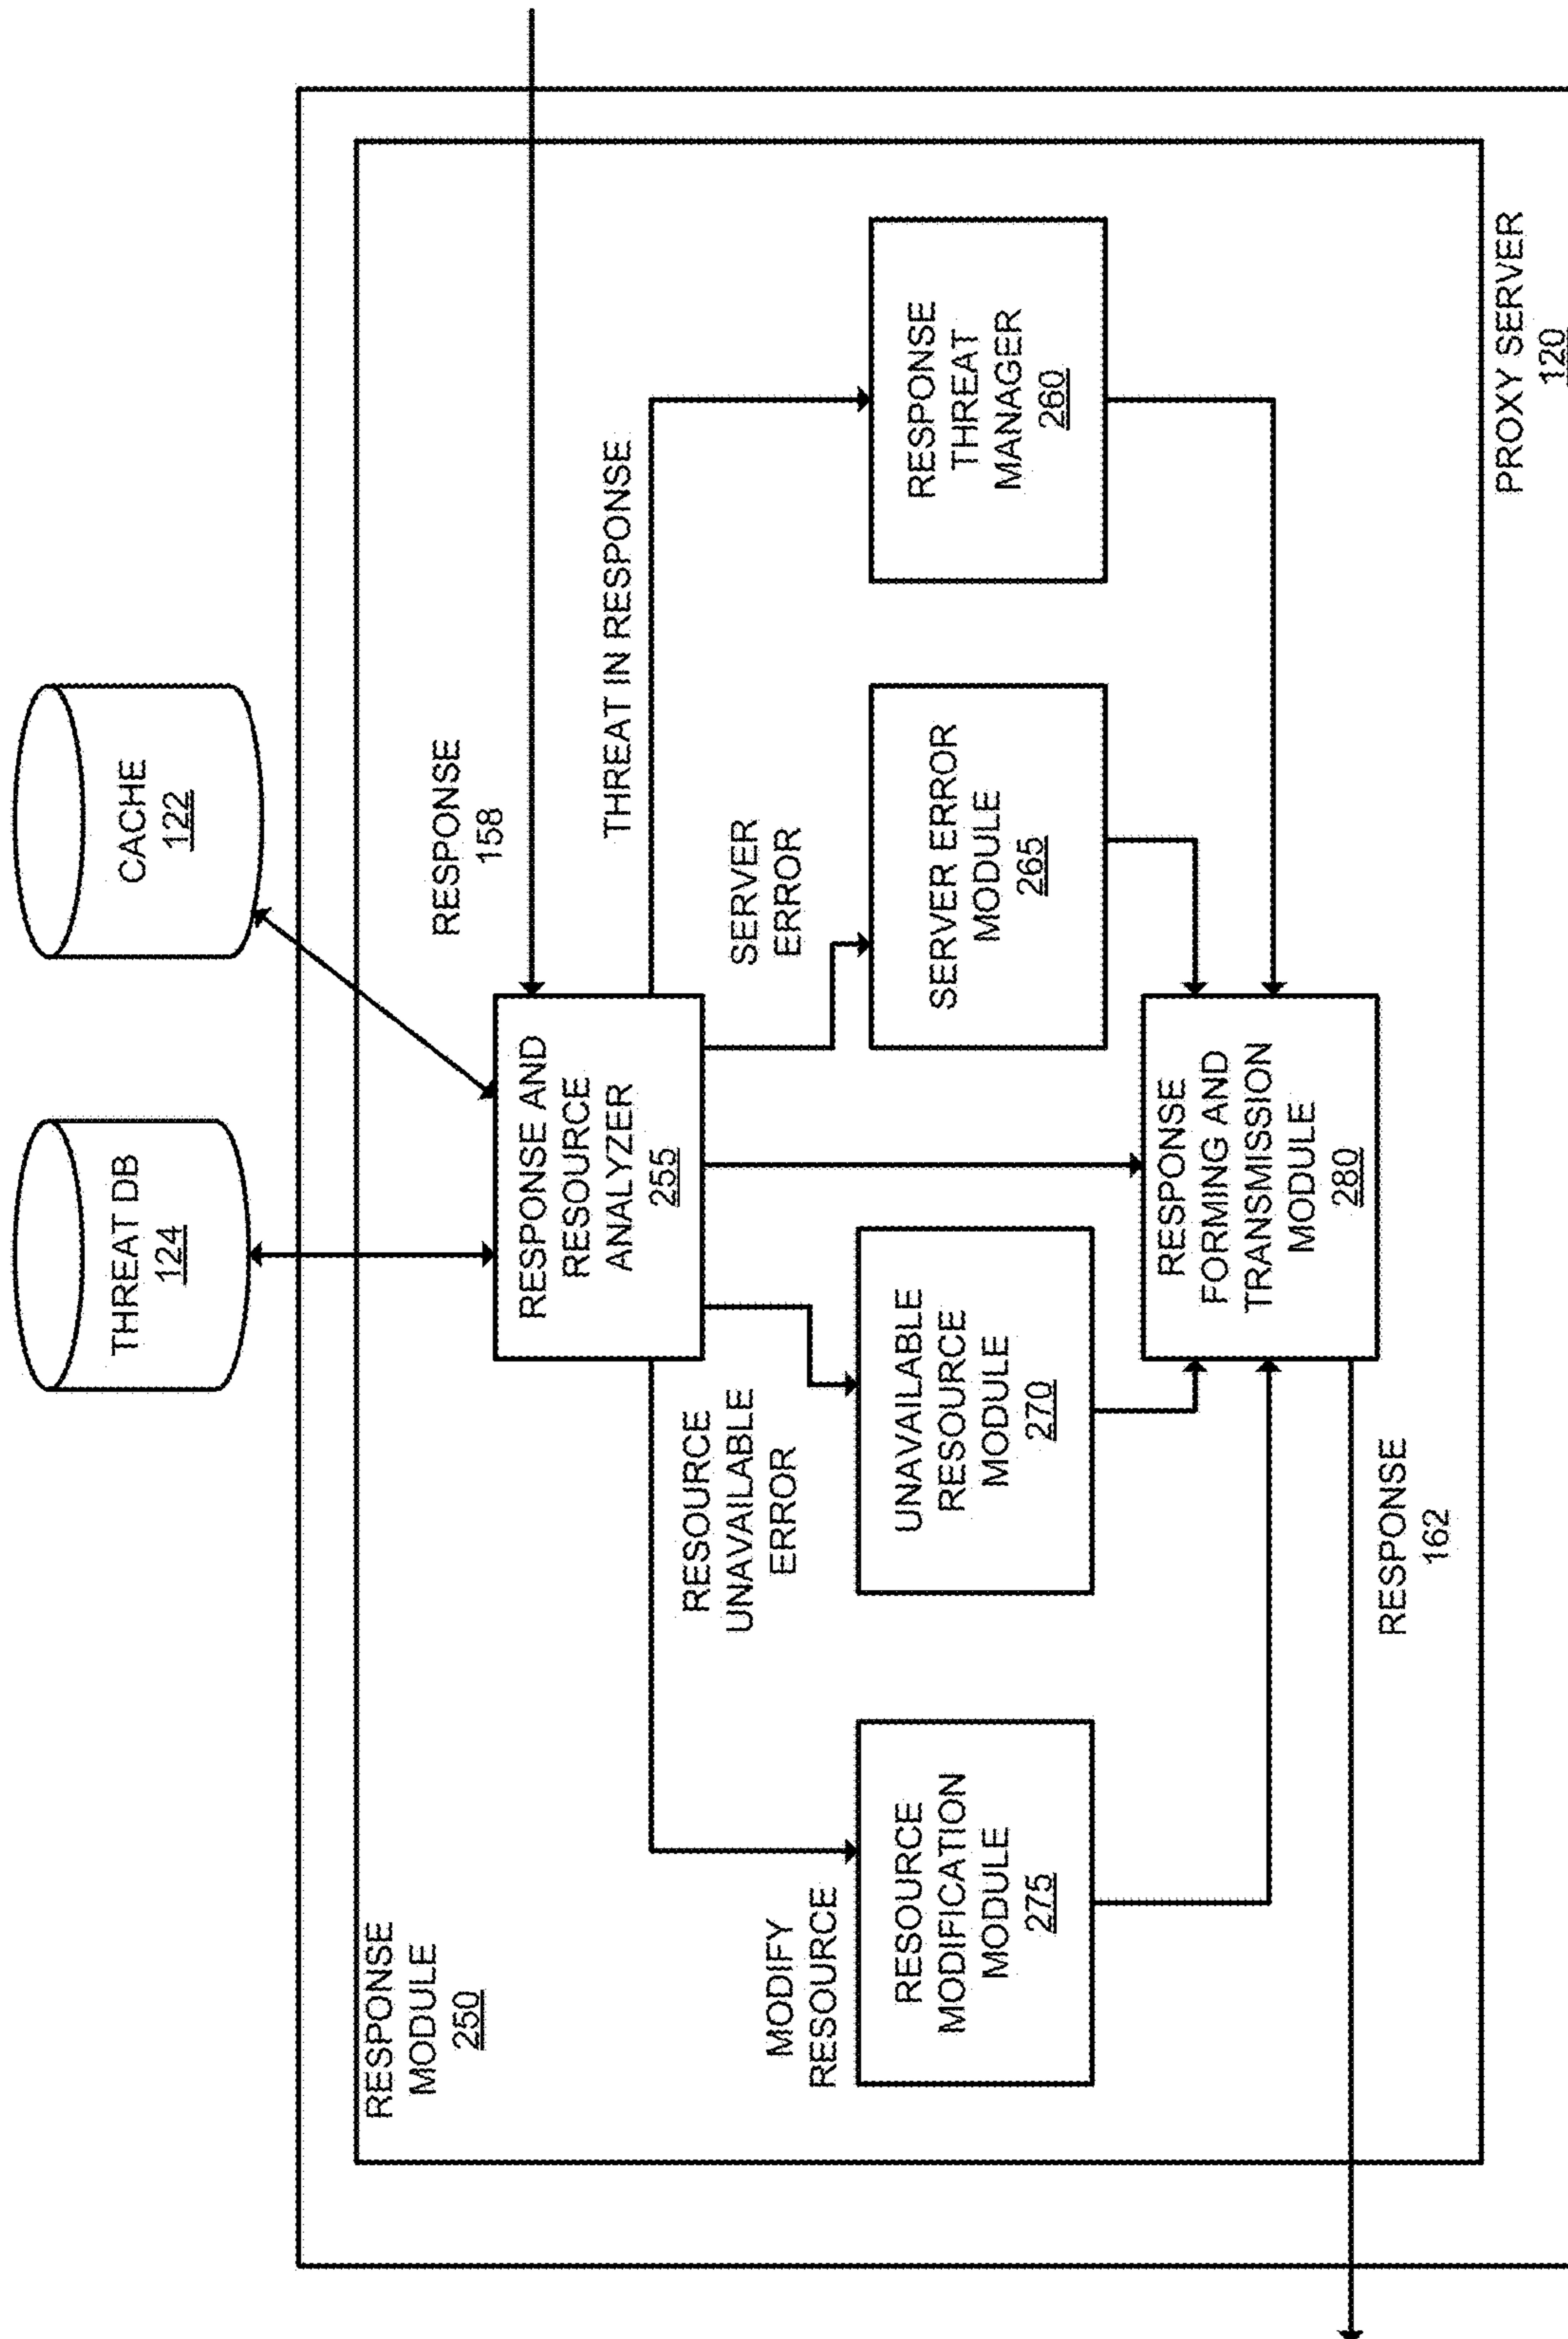 THREAT DB
124
CACHE
122
RESPONSE
MODULE
250
RESPONSE
158
RESPONSE AND
RESOURCE
ANALYZER
255
THREAT IN RESPONSE
RESOURCE
UNAVAILABLE
ERROR
SERVER
ERROR
MODIFY
RESOURCE
RESOURCE
MODIFICATION
MODULE
275
UNAVAILABLE
RESOURCE
MODULE
270
SERVER ERROR
MODULE
265
RESPONSE
THREAT
MANAGER
260
RESPONSE
FORMING AND
TRANSMISSION
MODULE
280
RESPONSE
162
PROXY SERVER
120